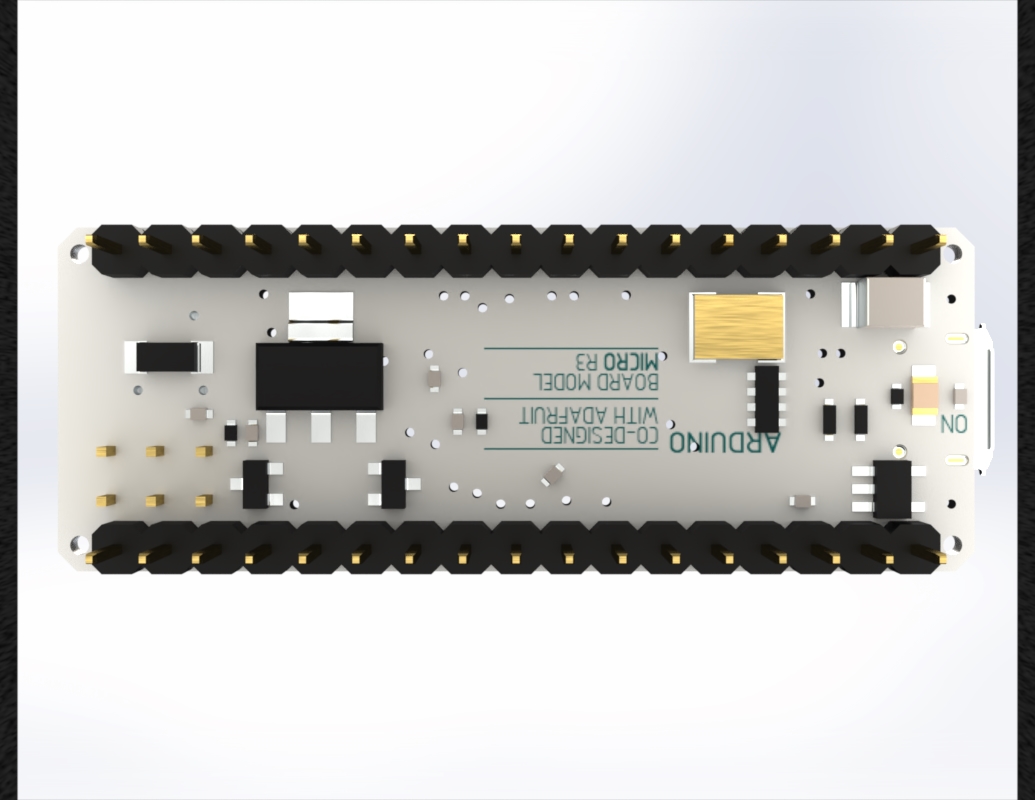 ARDUINO
CO-DESIGNED
WITH ADAFRUIT
BOARD MODEL
MICRO R3
ON